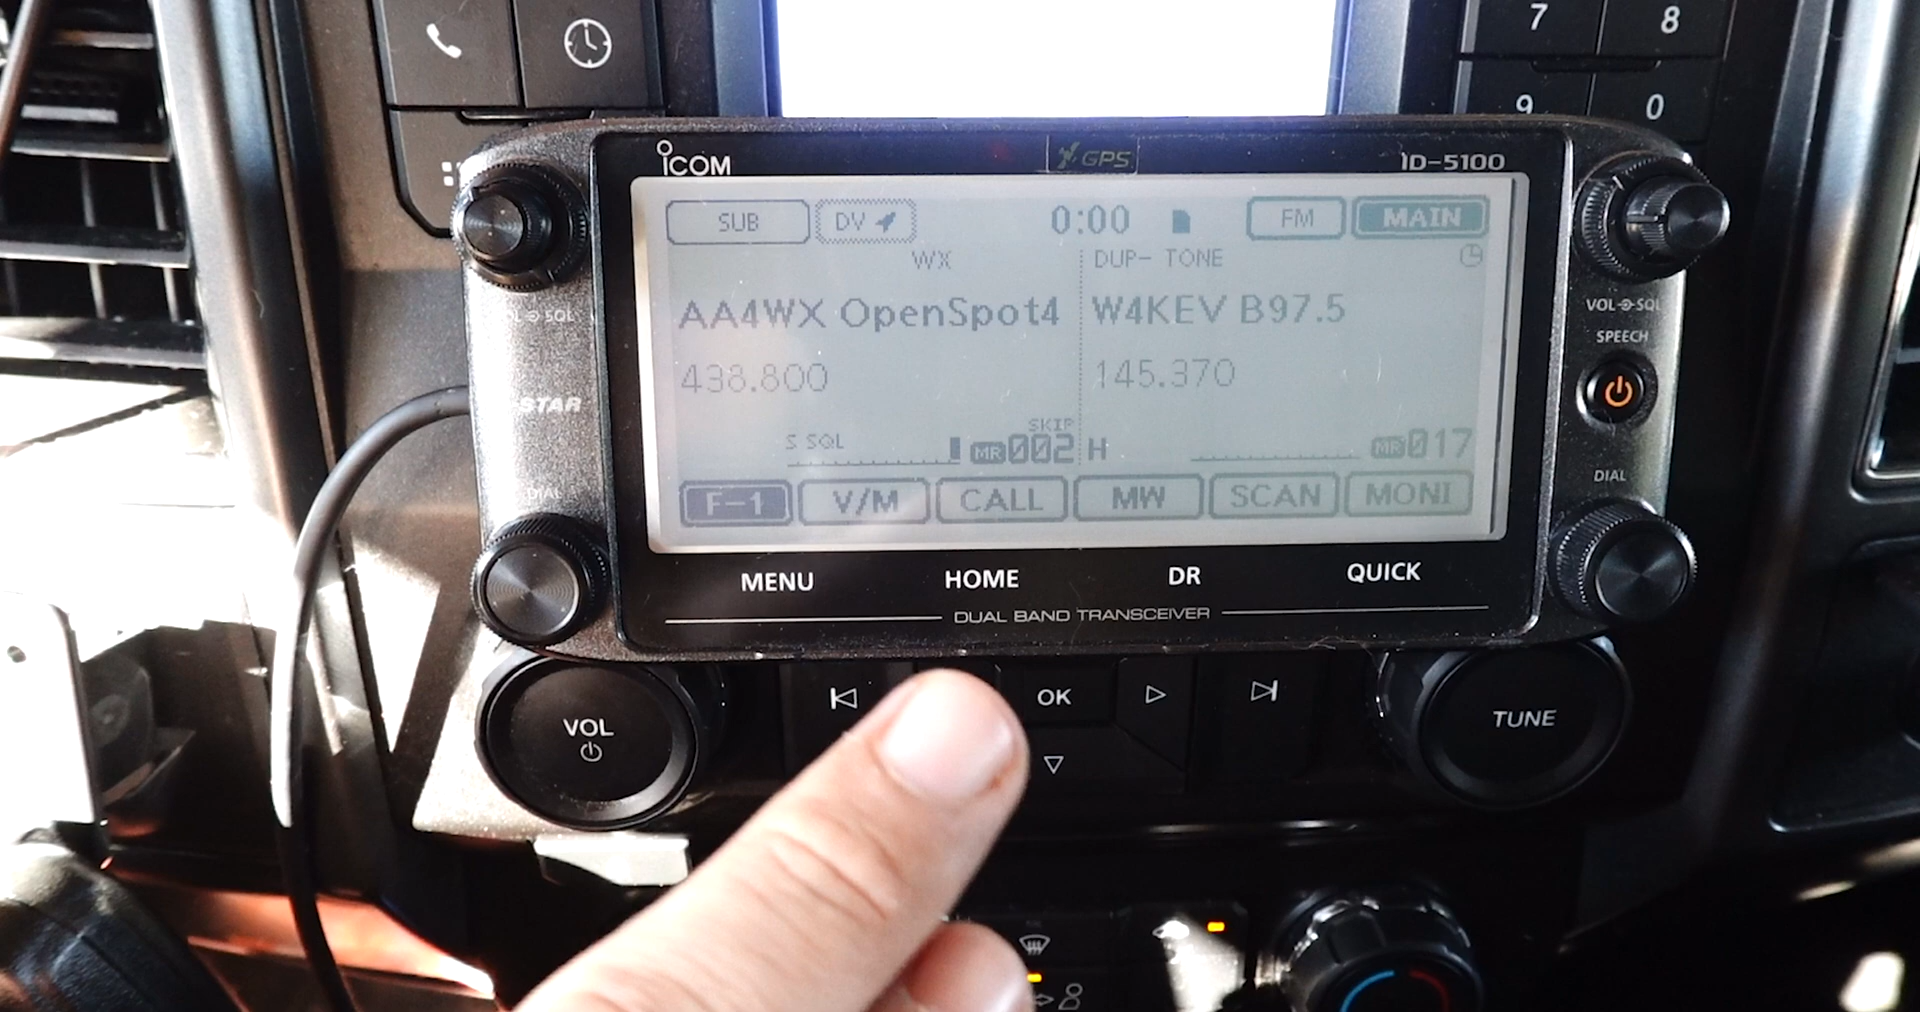 7 8
9 0
ICOM
GPS
ID-5100
SUB DV 0:00 FM MAIN
WX DUP- TONE
AA4WX OpenSpot4 W4KEV B97.5
438.800 145.370
SKIP
S SQL MR 002 H MR 017
F-1 V/M CALL MW SCAN MONI
MENU HOME DR QUICK
DUAL BAND TRANSCEIVER
SQL
STAR
DIAL
VOL SQL
SPEECH
DIAL
VOL
OK
TUNE